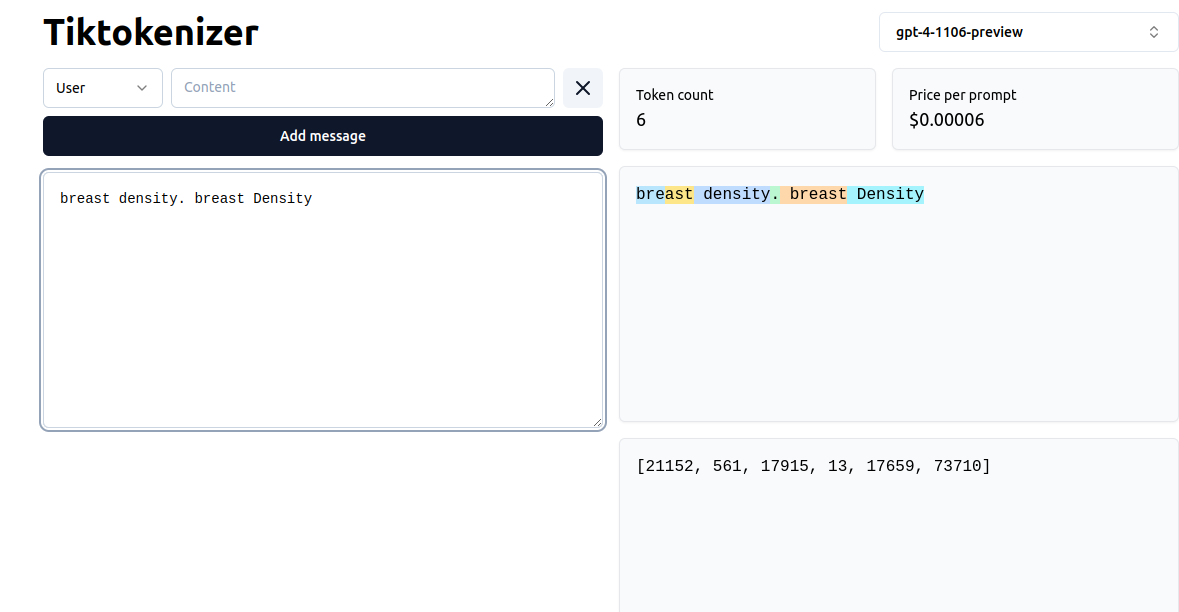 Tiktokenizer
gpt-4-1106-preview
User
Content
Add message
breast density. breast Density
Token count
6
Price per prompt
$0.00006
breast density. breast Density
[21152, 561, 17915, 13, 17659, 73710]